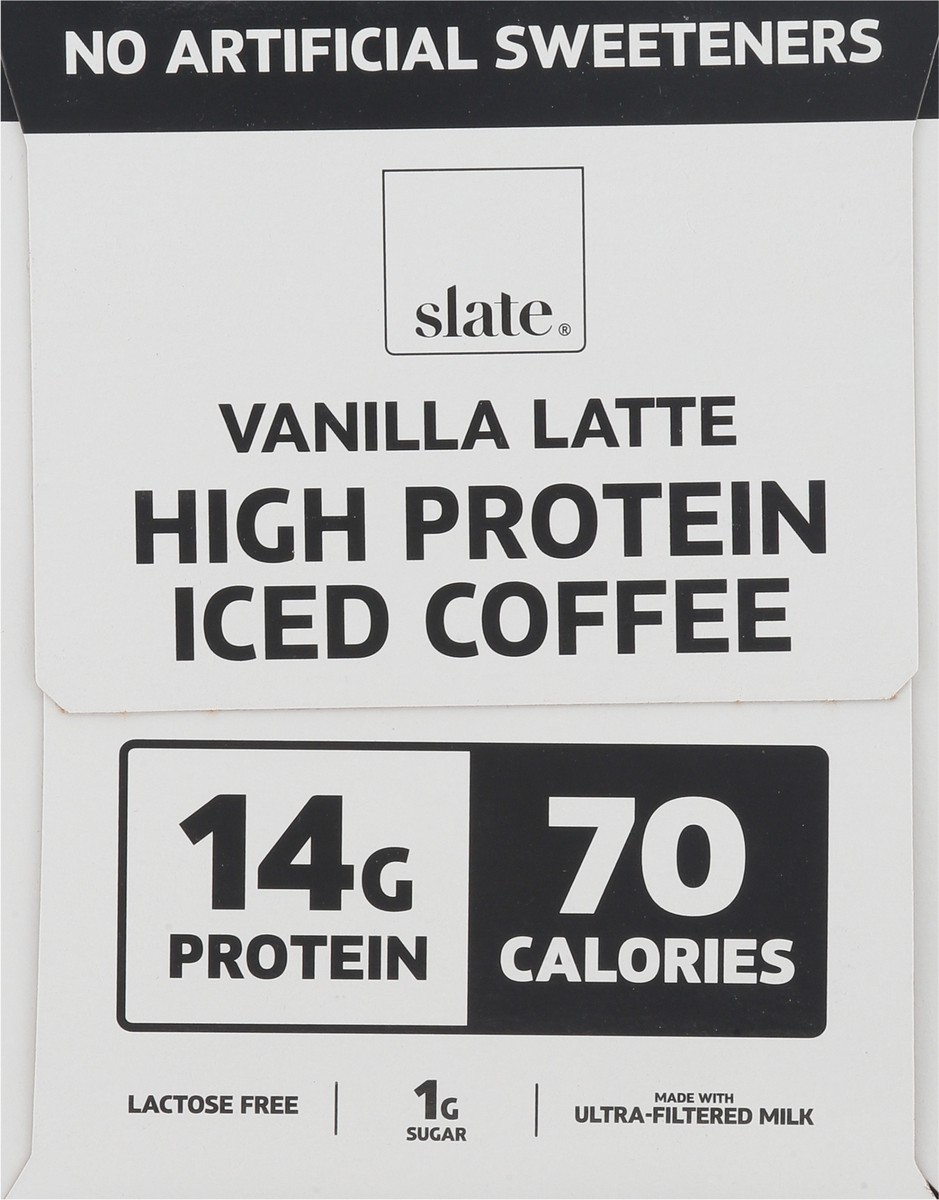 NO ARTIFICIAL SWEETENERS
slate®
VANILLA LATTE
HIGH PROTEIN
ICED COFFEE
14G
PROTEIN
70
CALORIES
LACTOSE FREE
1G
SUGAR
MADE WITH
ULTRA-FILTERED MILK